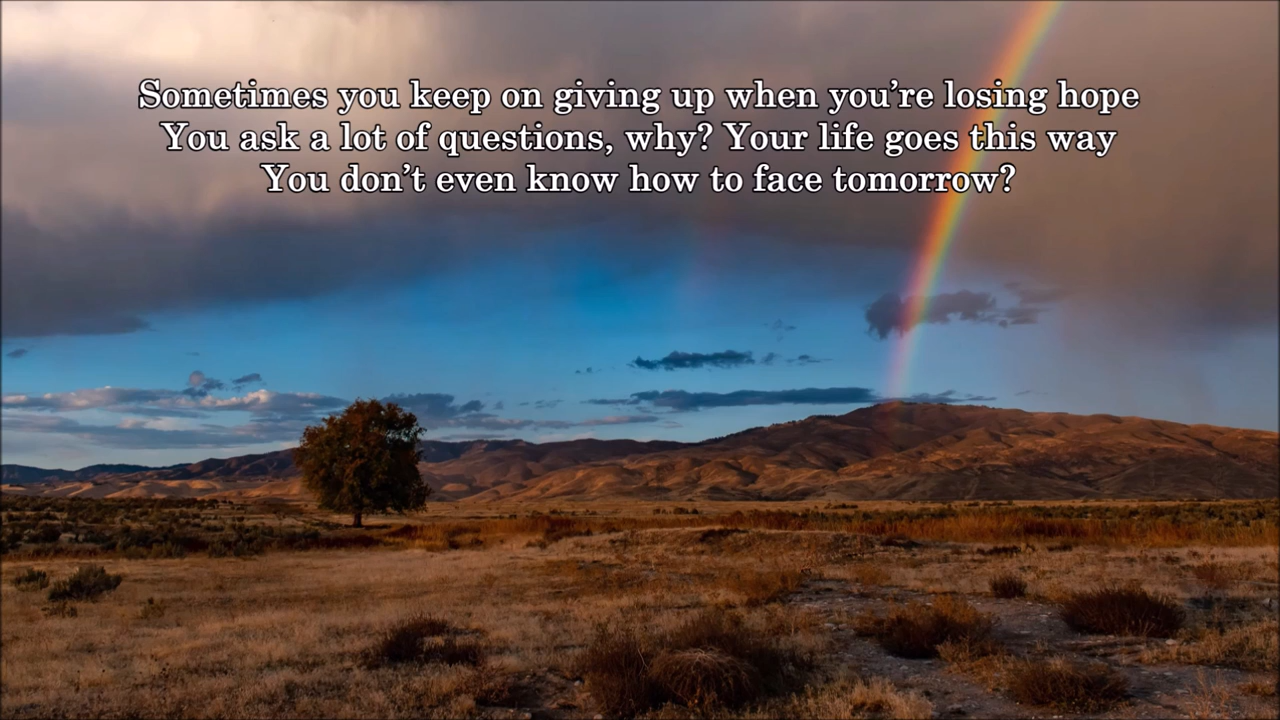 Sometimes you keep on giving up when you’re losing hope
You ask a lot of questions, why? Your life goes this way
You don’t even know how to face tomorrow?